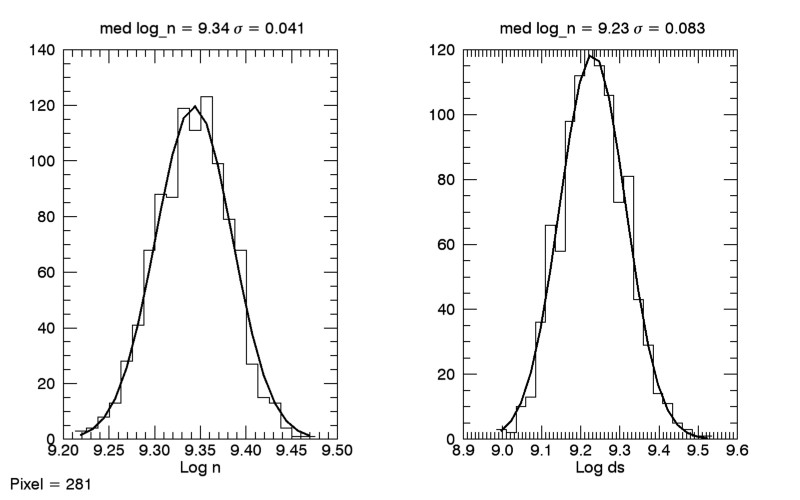 med log_n = 9.34 σ = 0.041
med log_n = 9.23 σ = 0.083
140
120
100
80
60
40
20
0
9.20 9.25 9.30 9.35 9.40 9.45 9.50
Log n
120
100
80
60
40
20
0
8.9 9.0 9.1 9.2 9.3 9.4 9.5 9.6
Log ds
Pixel = 281